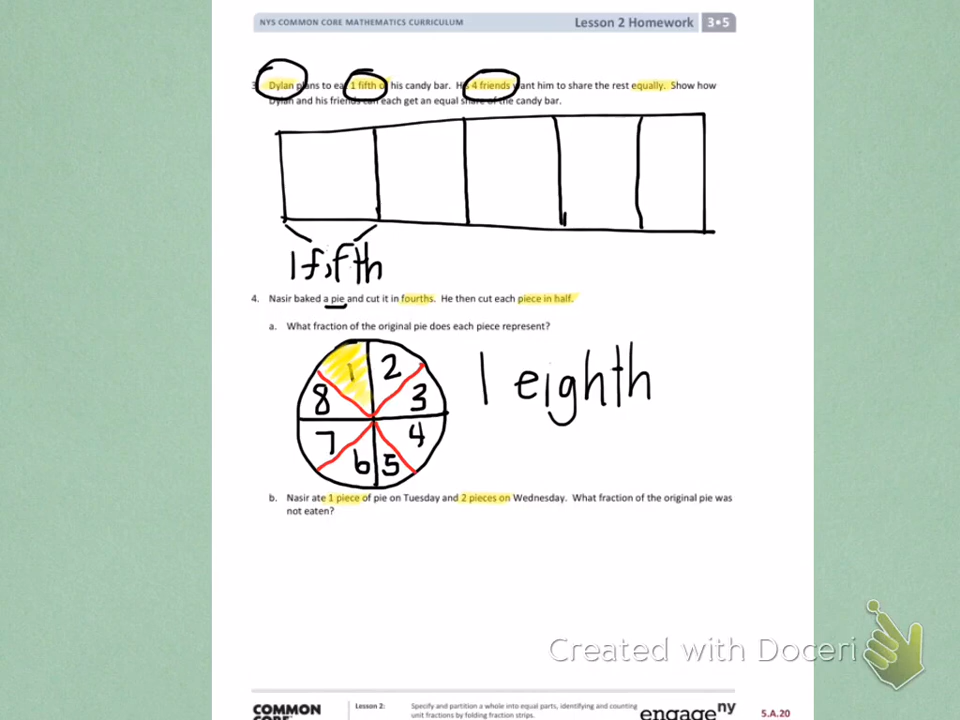 NYS COMMON CORE MATHEMATICS CURRICULUM Lesson 2 Homework 3•5
3. Dylan plans to eat 1 fifth of his candy bar. His 4 friends want him to share the rest equally. Show how
Dylan and his friends can each get an equal share of the candy bar.
1 fifth
4. Nasir baked a pie and cut it in fourths. He then cut each piece in half.
a. What fraction of the original pie does each piece represent?
1 2
8 3
7 4
6 5
1 eighth
b. Nasir ate 1 piece of pie on Tuesday and 2 pieces on Wednesday. What fraction of the original pie was
not eaten?
Created with Doceri
COMMON
CORE
Lesson 2: Specify and partition a whole into equal parts, identifying and counting
unit fractions by folding fraction strips.
engage ny
5.A.20